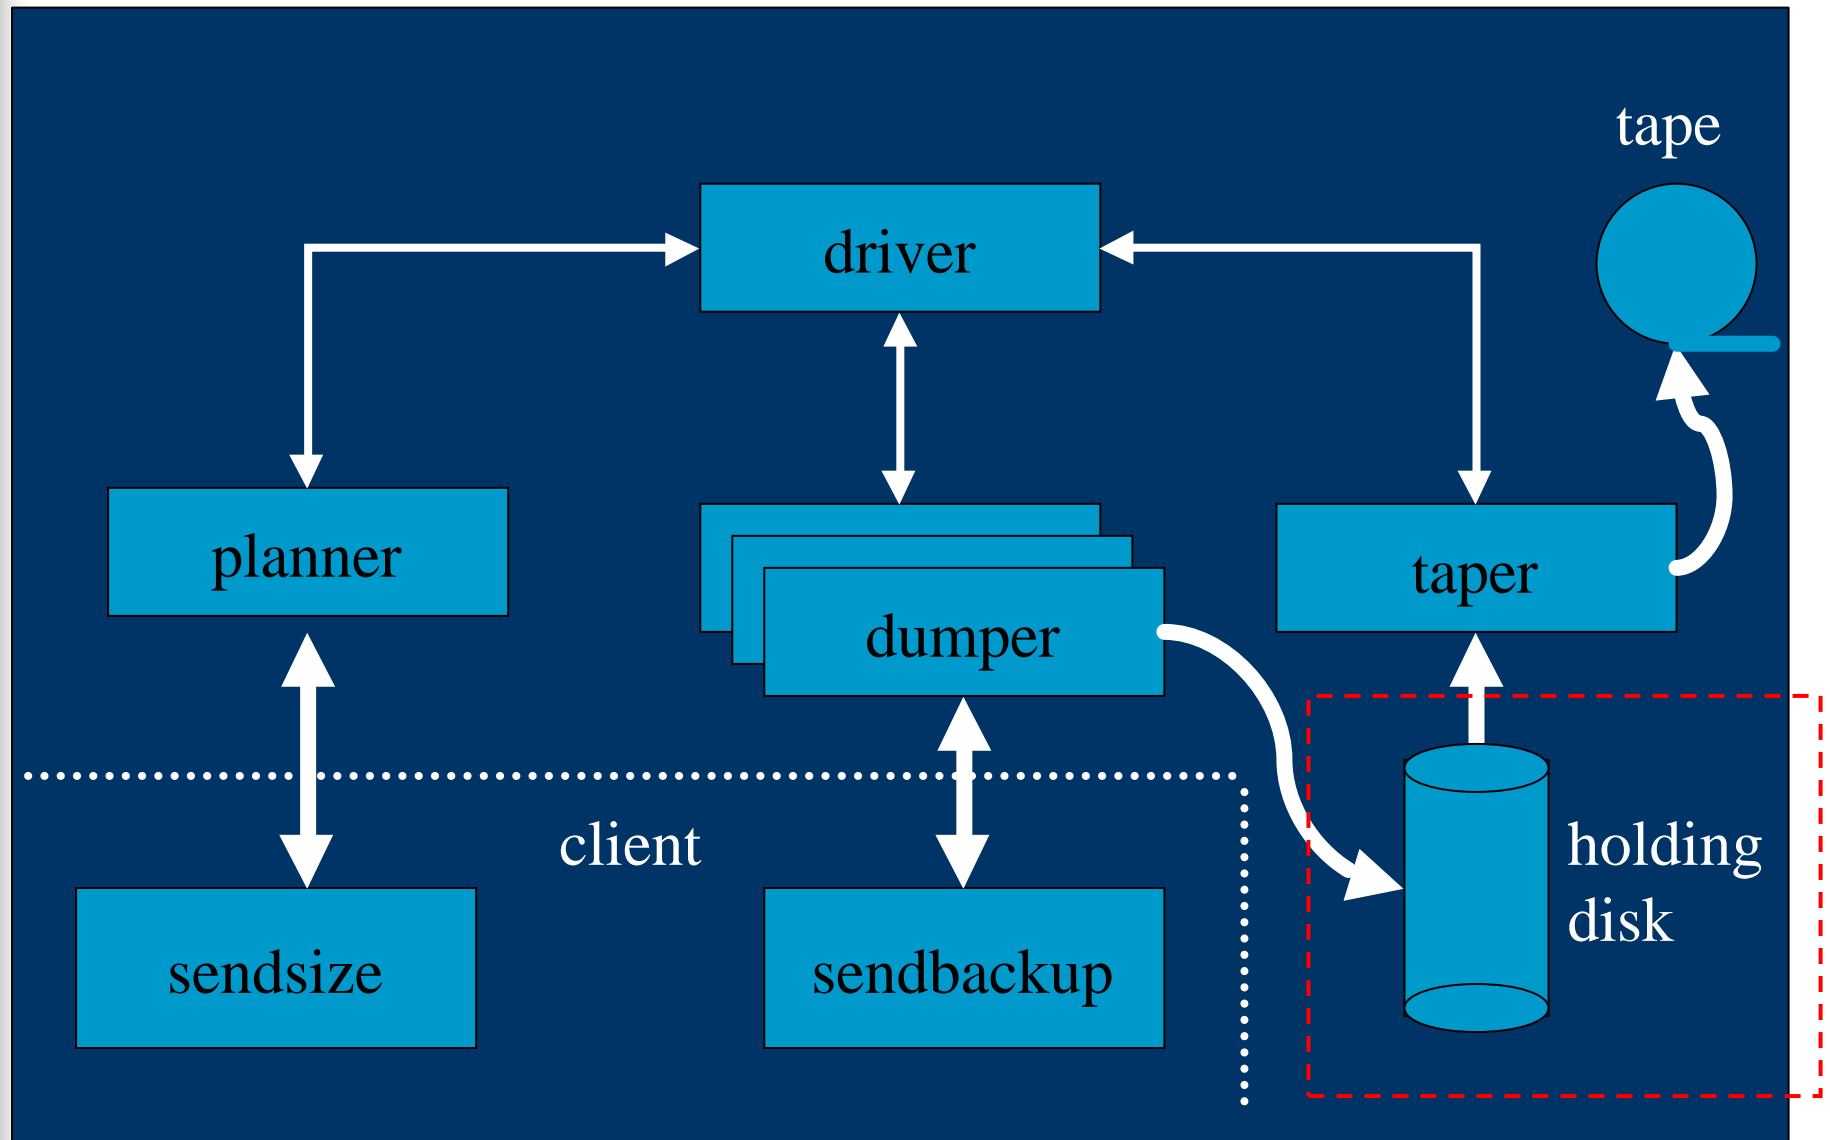 tape
driver
planner
taper
dumper
client
holding
disk
sendsize
sendbackup